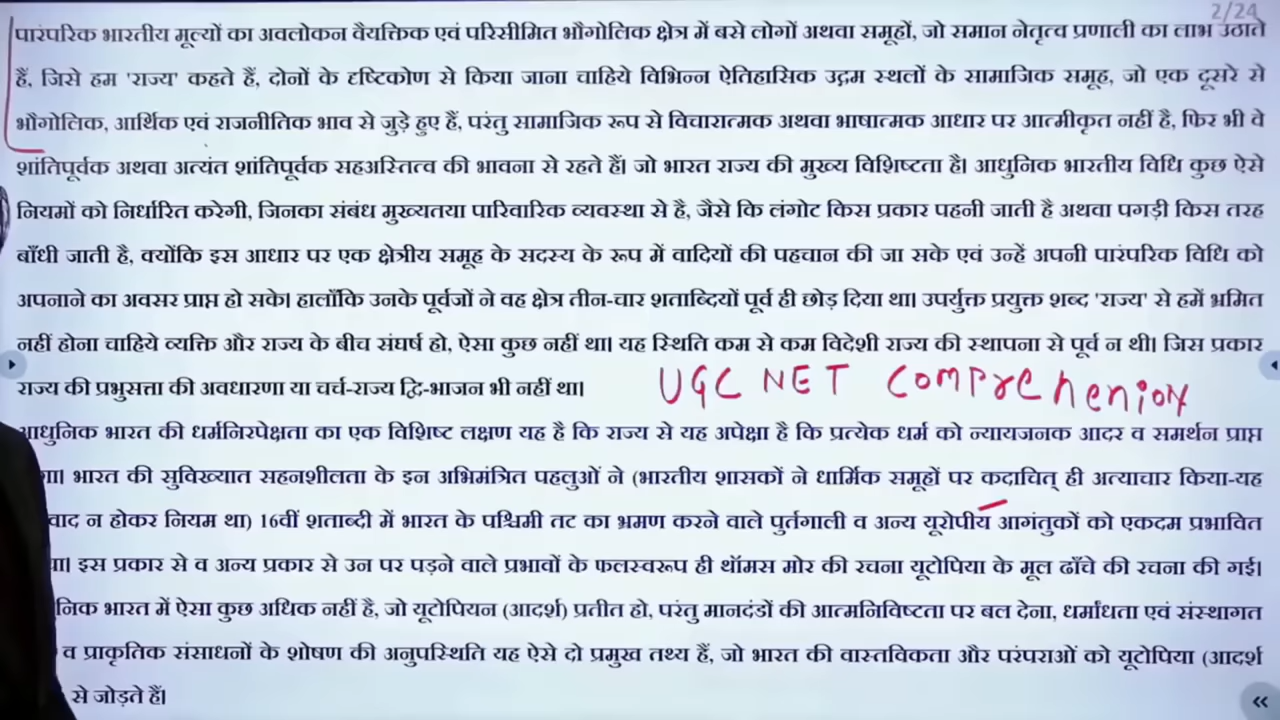 2/24
पारंपरिक भारतीय मूल्यों का अवलोकन वैयक्तिक एवं परिसीमित भौगोलिक क्षेत्र में बसे लोगों अथवा समूहों, जो समान नेतृत्व प्रणाली का लाभ उठाते
हैं, जिसे हम 'राज्य' कहते हैं, दोनों के दृष्टिकोण से किया जाना चाहिये विभिन्न ऐतिहासिक उद्गम स्थलों के सामाजिक समूह, जो एक दूसरे से
भौगोलिक, आर्थिक एवं राजनीतिक भाव से जुड़े हुए हैं, परंतु सामाजिक रूप से विचारात्मक अथवा भाषात्मक आधार पर आत्मीकृत नहीं है, फिर भी वे
शांतिपूर्वक अथवा अत्यंत शांतिपूर्वक सहअस्तित्व की भावना से रहते हैं। जो भारत राज्य की मुख्य विशिष्टता है। आधुनिक भारतीय विधि कुछ ऐसे
नियमों को निर्धारित करेगी, जिनका संबंध मुख्यतया पारिवारिक व्यवस्था से है, जैसे कि लंगोट किस प्रकार पहनी जाती है अथवा पगड़ी किस तरह
बाँधी जाती है, क्योंकि इस आधार पर एक क्षेत्रीय समूह के सदस्य के रूप में वादियों की पहचान की जा सके एवं उन्हें अपनी पारंपरिक विधि को
अपनाने का अवसर प्राप्त हो सके। हालाँकि उनके पूर्वजों ने वह क्षेत्र तीन-चार शताब्दियों पूर्व ही छोड़ दिया था। उपर्युक्त प्रयुक्त शब्द 'राज्य' से हमें भ्रमित
नहीं होना चाहिये व्यक्ति और राज्य के बीच संघर्ष हो, ऐसा कुछ नहीं था। यह स्थिति कम से कम विदेशी राज्य की स्थापना से पूर्व न थी। जिस प्रकार
राज्य की प्रभुसत्ता की अवधारणा या चर्च-राज्य द्वि-भाजन भी नहीं था।
UGC NET Comprehenion
आधुनिक भारत की धर्मनिरपेक्षता का एक विशिष्ट लक्षण यह है कि राज्य से यह अपेक्षा है कि प्रत्येक धर्म को न्यायजनक आदर व समर्थन प्राप्त
भारत की सुविख्यात सहनशीलता के इन अभिमंत्रित पहलुओं ने (भारतीय शासकों ने धार्मिक समूहों पर कदाचित् ही अत्याचार किया-यह
वाद न होकर नियम था) 16वीं शताब्दी में भारत के पश्चिमी तट का भ्रमण करने वाले पुर्तगाली व अन्य यूरोपीय आगंतुकों को एकदम प्रभावित
इस प्रकार से व अन्य प्रकार से उन पर पड़ने वाले प्रभावों के फलस्वरूप ही थॉमस मोर की रचना यूटोपिया के मूल ढाँचे की रचना की गई।
निक भारत में ऐसा कुछ अधिक नहीं है, जो यूटोपियन (आदर्श) प्रतीत हो, परंतु मानदंडों की आत्मनिविष्टता पर बल देना, धर्मांधता एवं संस्थागत
व प्राकृतिक संसाधनों के शोषण की अनुपस्थिति यह ऐसे दो प्रमुख तथ्य हैं, जो भारत की वास्तविकता और परंपराओं को यूटोपिया (आदर्श
से जोड़ते हैं।